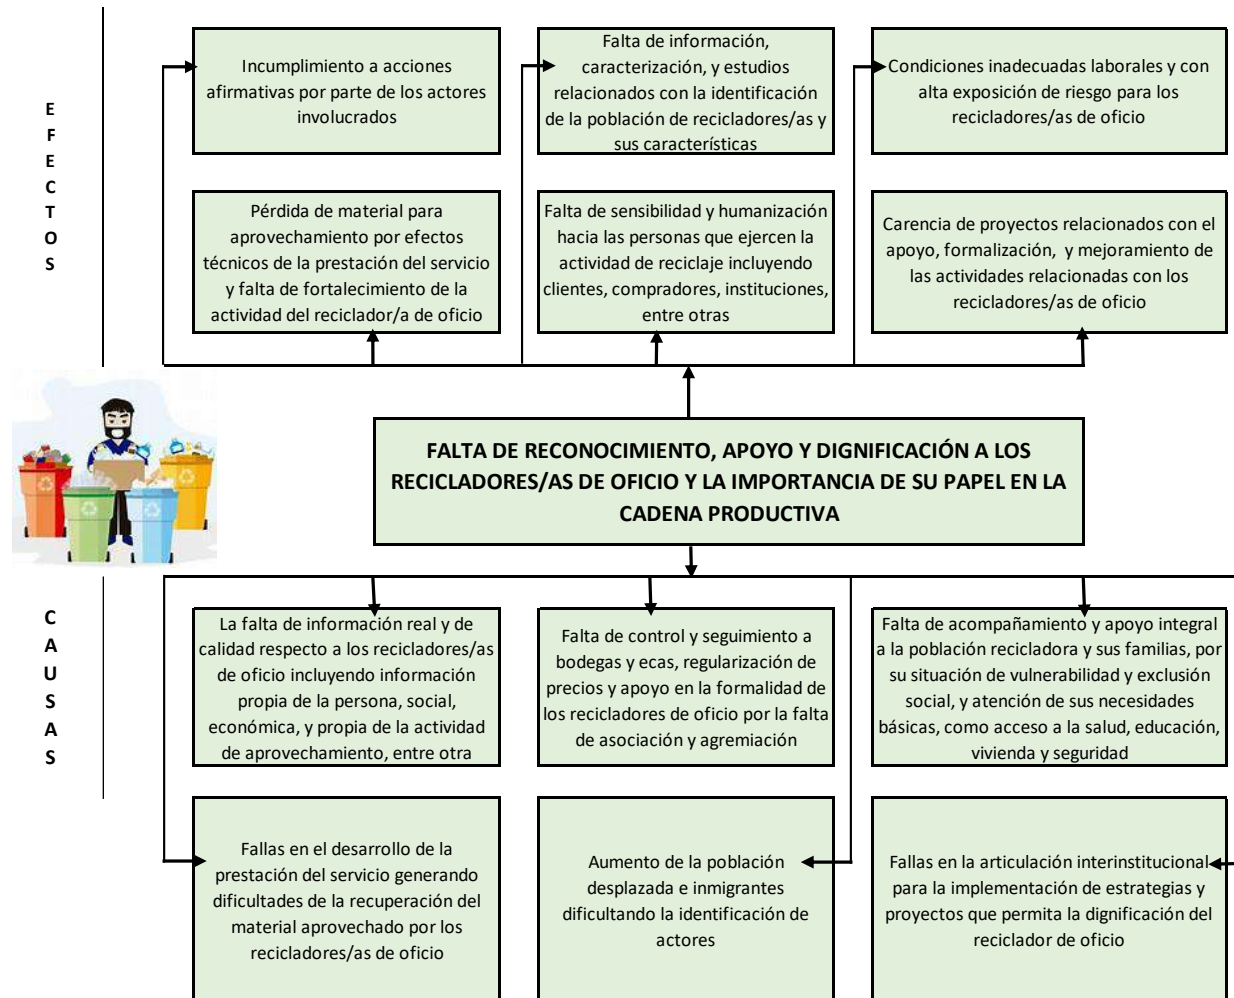 EFECTOS
Incumplimiento a acciones
afirmativas por parte de los actores
involucrados
Falta de información,
caracterización, y estudios
relacionados con la identificación
de la población de recicladores/as y
sus características
Condiciones inadecuadas laborales y con
alta exposición de riesgo para los
recicladores/as de oficio
Pérdida de material para
aprovechamiento por efectos
técnicos de la prestación del servicio
y falta de fortalecimiento de la
actividad del reciclador/a de oficio
Falta de sensibilidad y humanización
hacia las personas que ejercen la
actividad de reciclaje incluyendo
clientes, compradores, instituciones,
entre otras
Carencia de proyectos relacionados con el
apoyo, formalización,  y mejoramiento de
las actividades relacionadas con los
recicladores/as de oficio
FALTA DE RECONOCIMIENTO, APOYO Y DIGNIFICACIÓN A LOS
RECICLADORES/AS DE OFICIO Y LA IMPORTANCIA DE SU PAPEL EN LA
CADENA PRODUCTIVA
CAUSAS
La falta de información real y de
calidad respecto a los recicladores/as
de oficio incluyendo información
propia de la persona, social,
económica, y propia de la actividad
de aprovechamiento, entre otra
Falta de control y seguimiento a
bodegas y ecas, regularización de
precios y apoyo en la formalidad de
los recicladores de oficio por la falta
de asociación y agremiación
Falta de acompañamiento y apoyo integral
a la población recicladora y sus familias, por
su situación de vulnerabilidad y exclusión
social, y atención de sus necesidades
básicas, como acceso a la salud, educación,
vivienda y seguridad
Fallas en el desarrollo de la
prestación del servicio generando
dificultades de la recuperación del
material aprovechado por los
recicladores/as de oficio
Aumento de la población
desplazada e inmigrantes
dificultando la identificación de
actores
Fallas en la articulación interinstitucional
para la implementación de estrategias y
proyectos que permita la dignificación del
reciclador de oficio